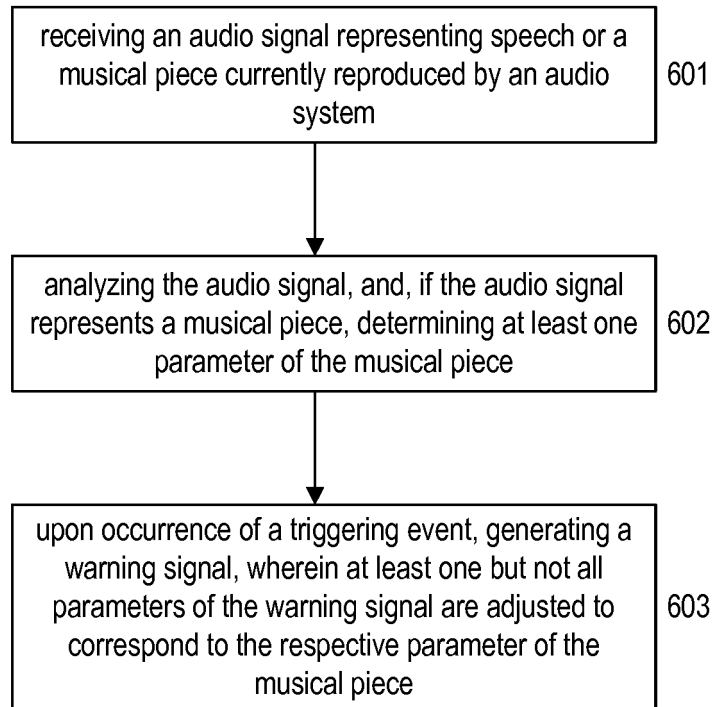 receiving an audio signal representing speech or a
musical piece currently reproduced by an audio
system
601
analyzing the audio signal, and, if the audio signal
represents a musical piece, determining at least one
parameter of the musical piece
602
upon occurrence of a triggering event, generating a
warning signal, wherein at least one but not all
parameters of the warning signal are adjusted to
correspond to the respective parameter of the
musical piece
603